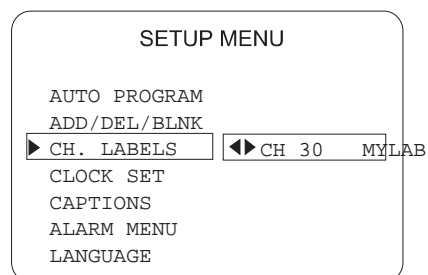 SETUP MENU
AUTO PROGRAM
ADD/DEL/BLNK
CH. LABELS CH 30 MYLAB
CLOCK SET
CAPTIONS
ALARM MENU
LANGUAGE